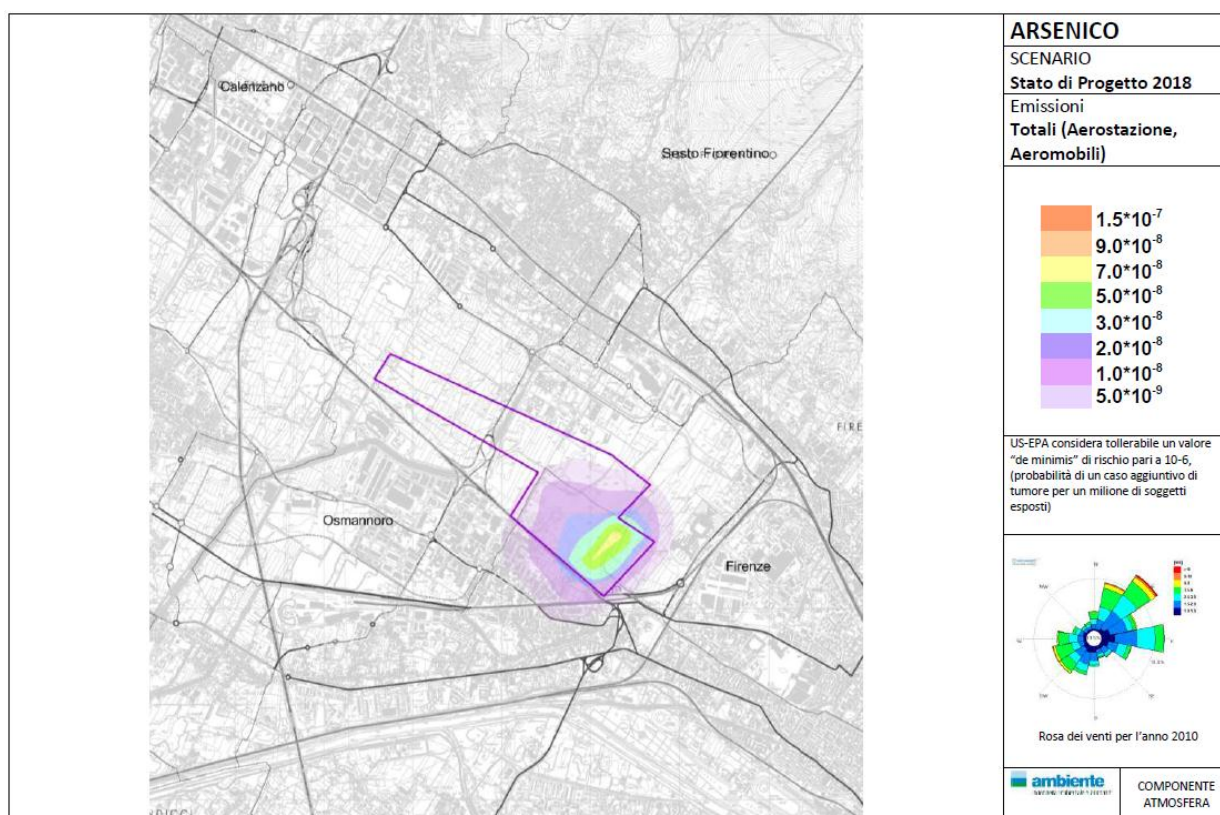 ARSENICO
SCENARIO
Stato di Progetto 2018
Emissioni
Totali (Aerostazione,
Aeromobili)
1.5*10-7
9.0*10-8
7.0*10-8
5.0*10-8
3.0*10-8
2.0*10-8
1.0*10-8
5.0*10-9
US-EPA considera tollerabile un valore
“de minimis” di rischio pari a 10-6,
(probabilità di un caso aggiuntivo di
tumore per un milione di soggetti
esposti)
Rosa dei venti per l’anno 2010
ambiente
COMPONENTE
ATMOSFERA
Calenzano
Sesto Fiorentino
FIRE
Osmannoro
Firenze